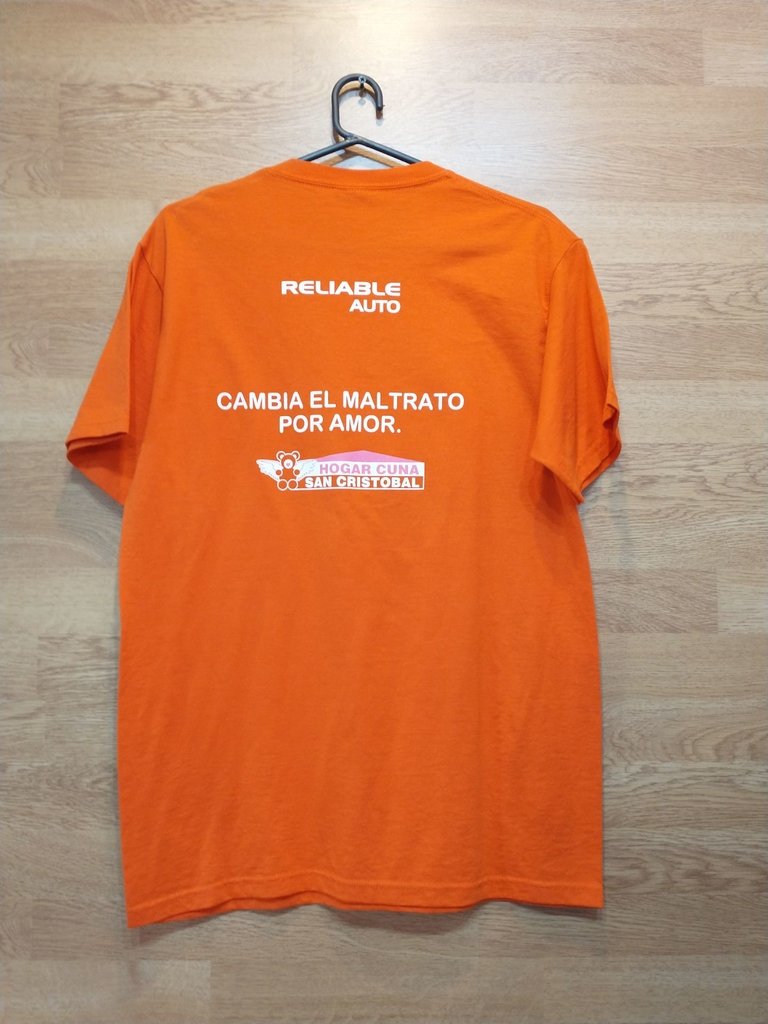 RELIABLE
AUTO
CAMBIA EL MALTRATO
POR AMOR.
HOGAR CUNA
SAN CRISTOBAL